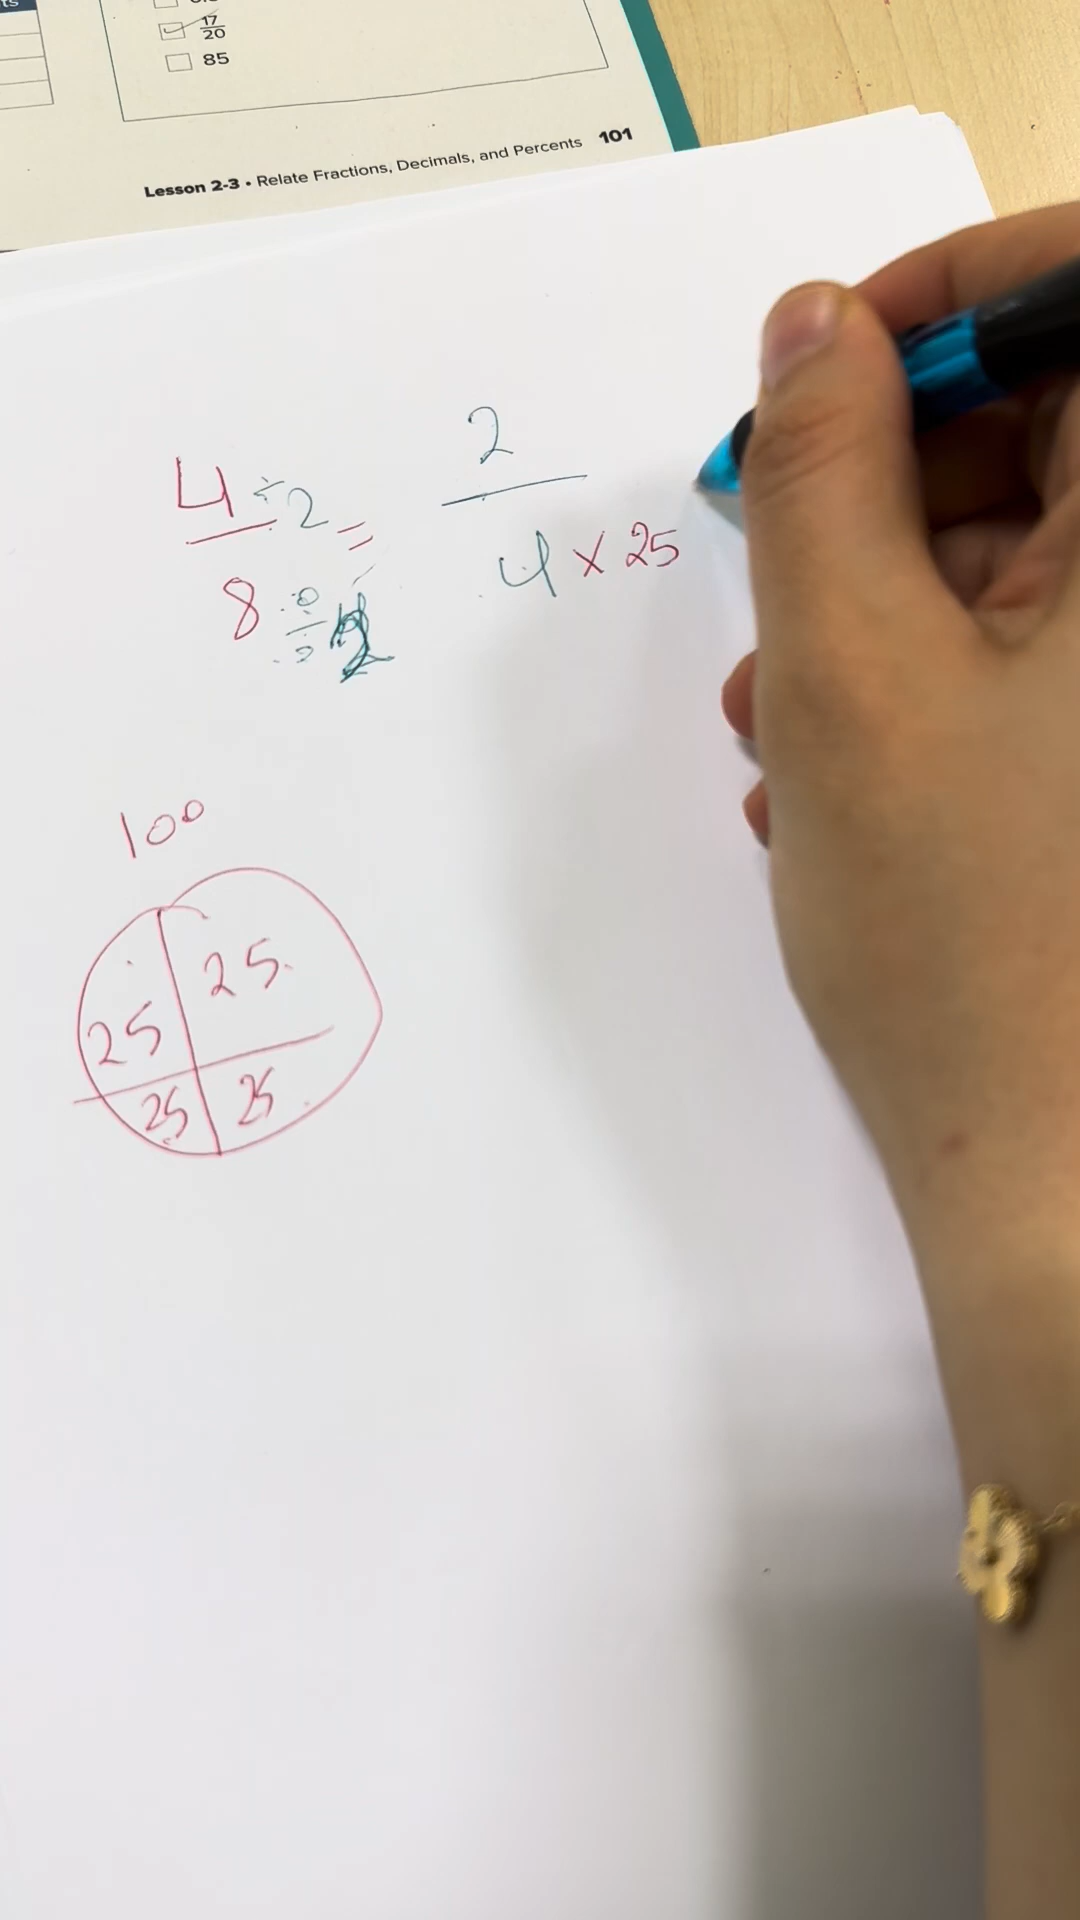 17
20
85
Lesson 2-3 • Relate Fractions, Decimals, and Percents 101
4 ÷ 2 = 2
8 ÷ 2 4 × 25
100
25 25
25 25